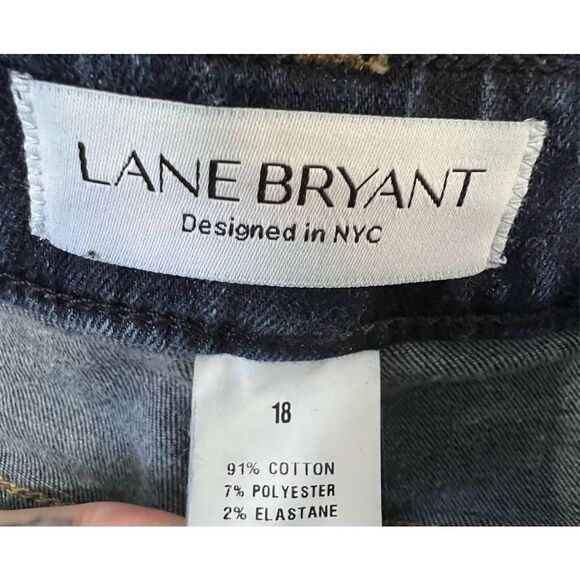 LANE BRYANT
Designed in NYC
18
91% COTTON
7% POLYESTER
2% ELASTANE